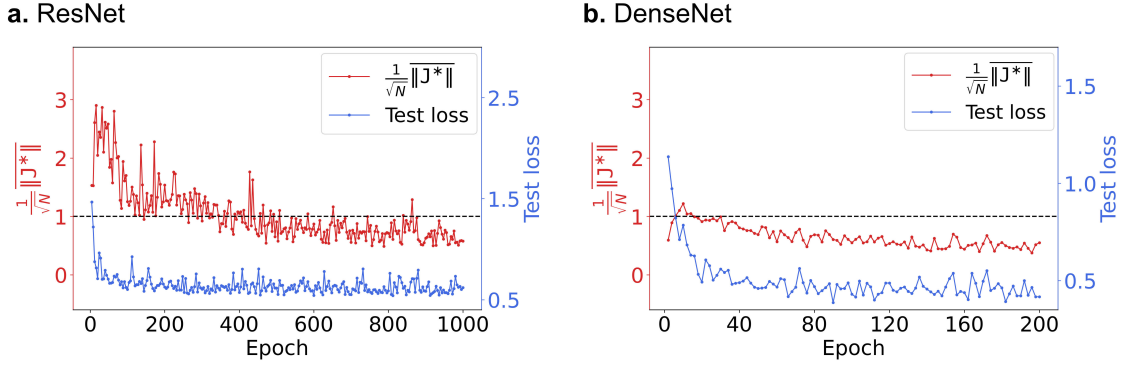 a. ResNet
3
2
1
0
1/√N ‖J*‖
1/√N ‖J*‖
Test loss
2.5
1.5
0.5
Test loss
0 200 400 600 800 1000
Epoch
b. DenseNet
3
2
1
0
1/√N ‖J*‖
1/√N ‖J*‖
Test loss
1.5
1.0
0.5
Test loss
0 40 80 120 160 200
Epoch